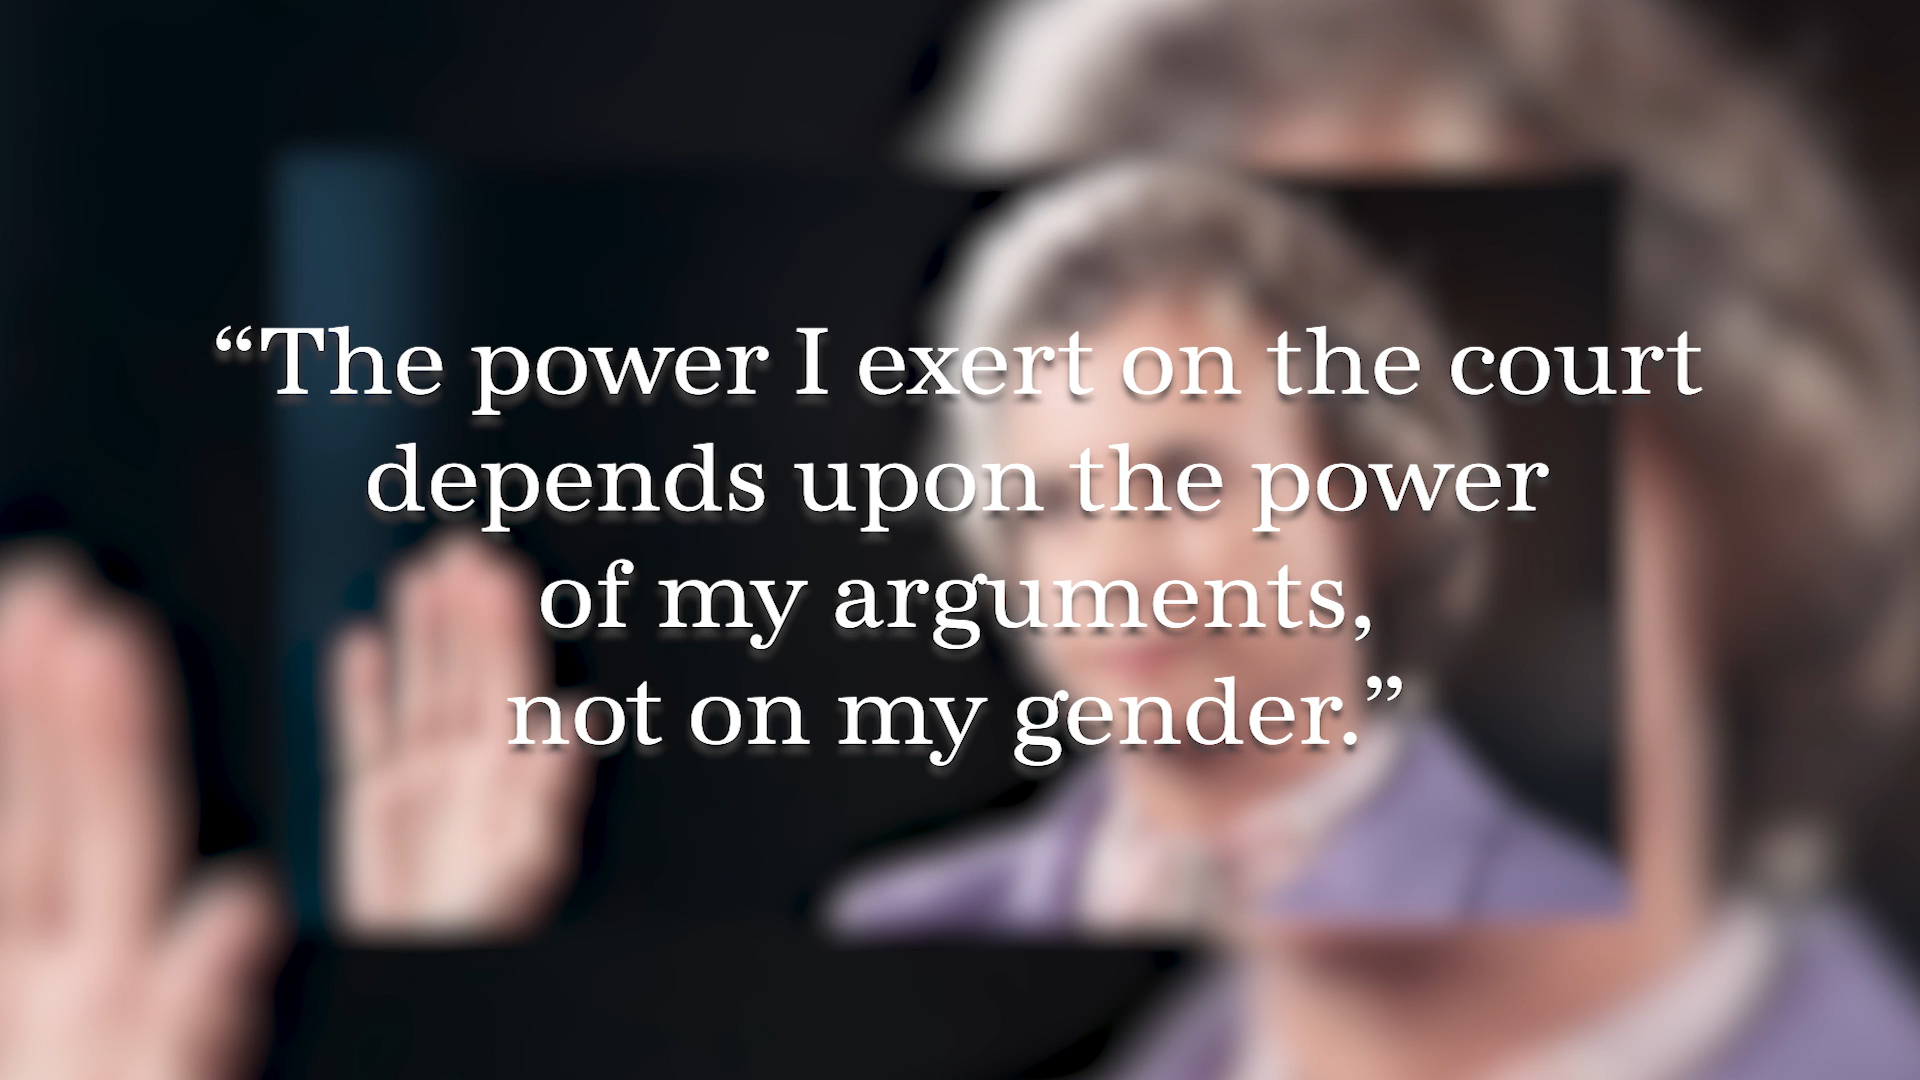 “The power I exert on the court
depends upon the power
of my arguments,
not on my gender.”